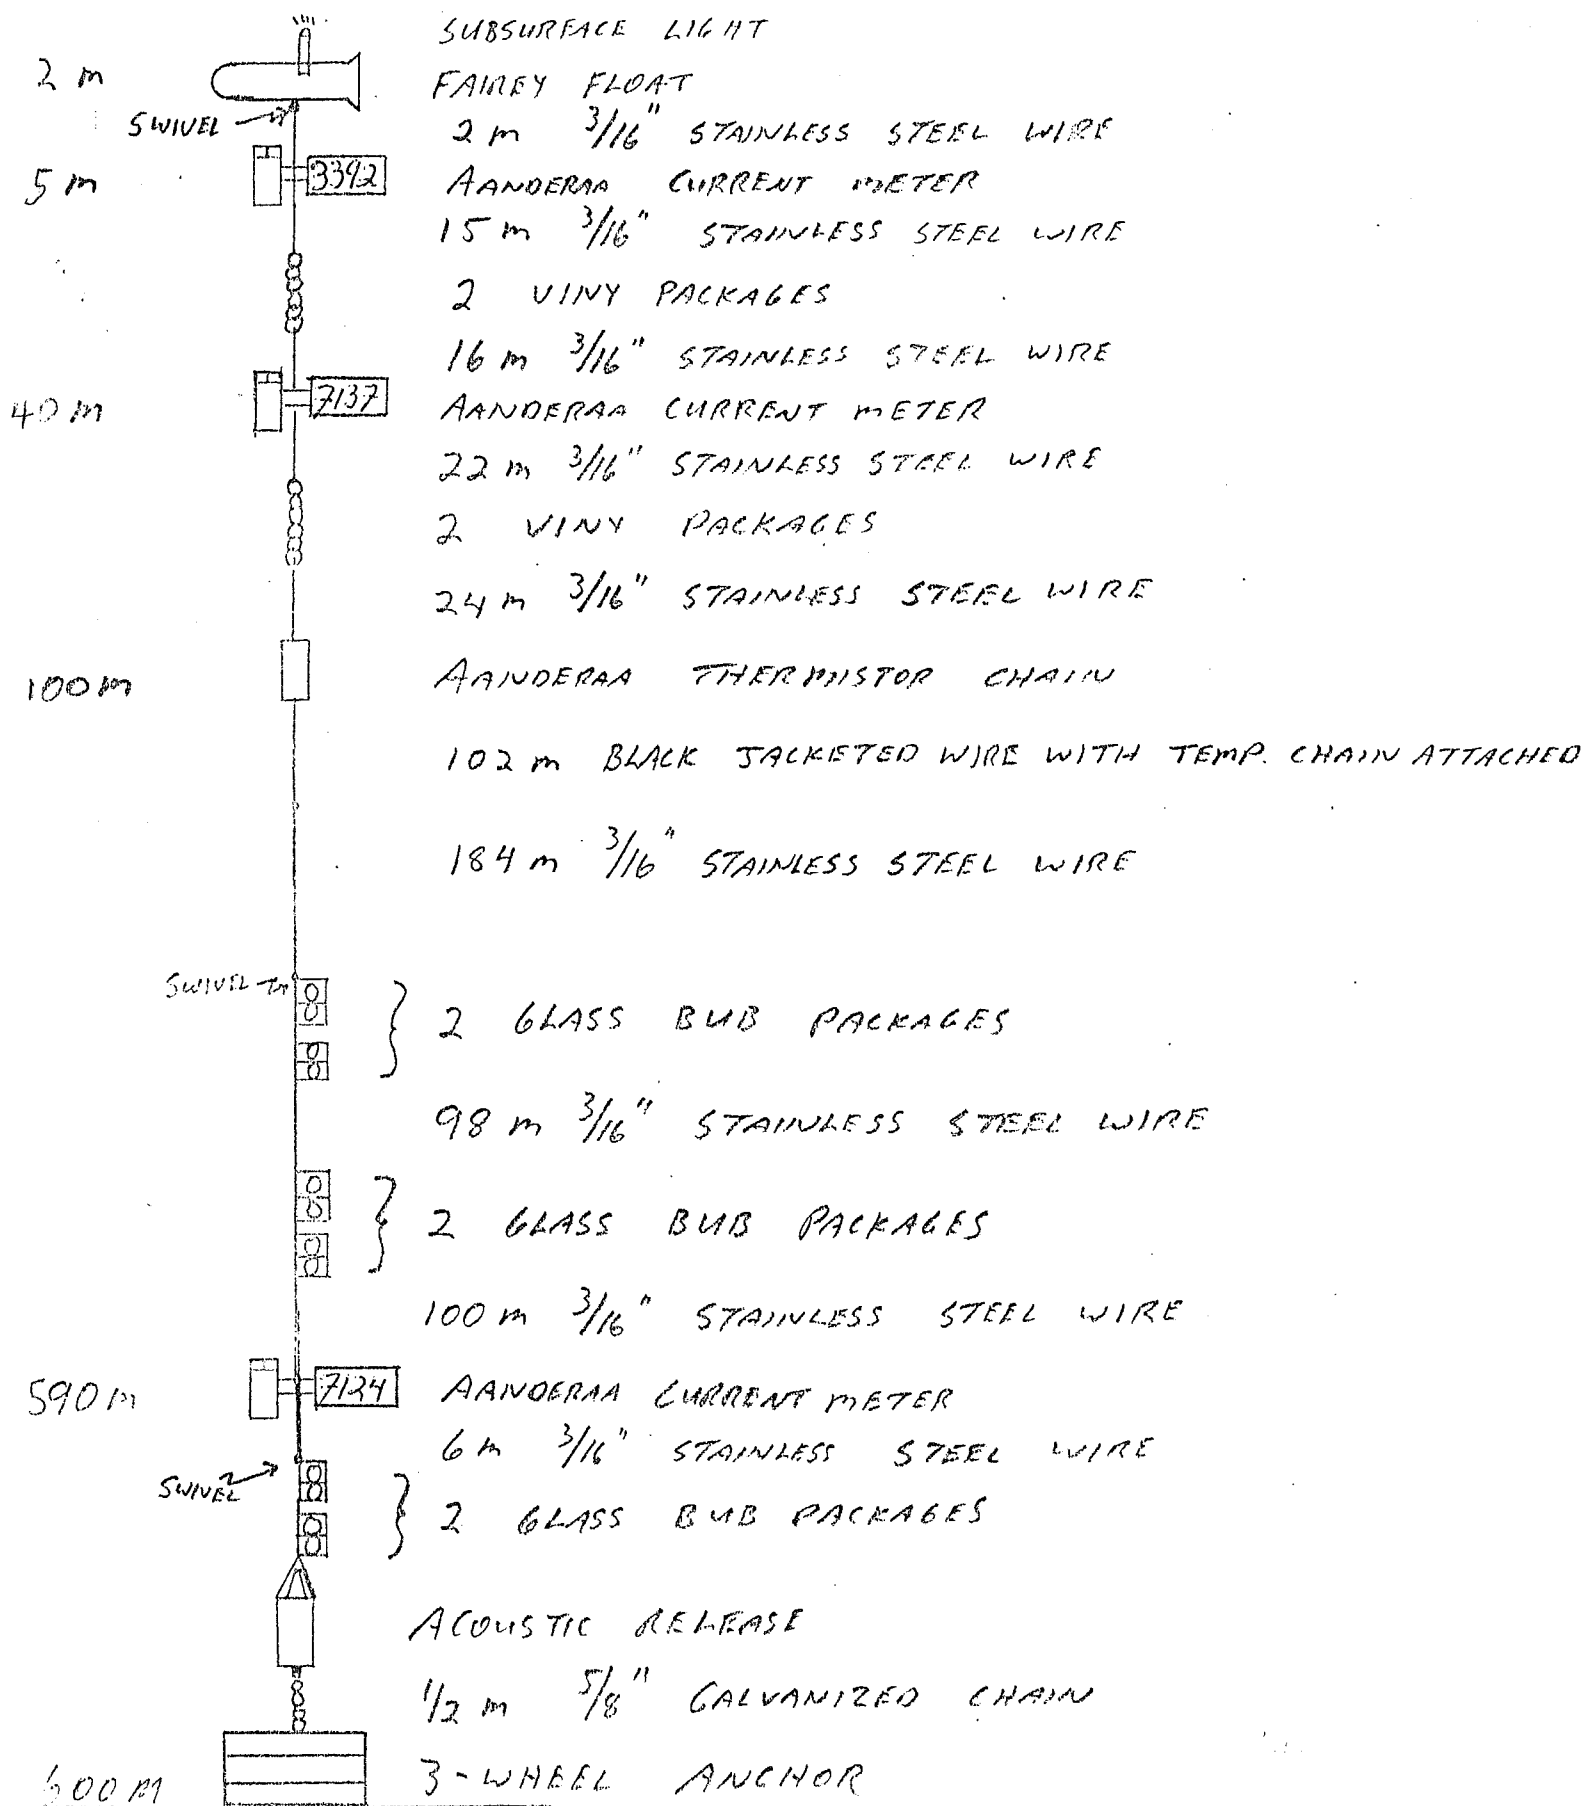 SUBSURFACE LIGHT
2 m FAIREY FLOAT
SWIVEL 2 m 3/16" STAINLESS STEEL WIRE
5 m 3392 AANDERAA CURRENT METER
15 m 3/16" STAINLESS STEEL WIRE
2 VINY PACKAGES
16 m 3/16" STAINLESS STEEL WIRE
40 m 7137 AANDERAA CURRENT METER
22 m 3/16" STAINLESS STEEL WIRE
2 VINY PACKAGES
24 m 3/16" STAINLESS STEEL WIRE
100 m AANDERAA THERMISTOR CHAIN
102 m BLACK JACKETED WIRE WITH TEMP. CHAIN ATTACHED
184 m 3/16" STAINLESS STEEL WIRE
SWIVEL
2 GLASS BUB PACKAGES
98 m 3/16" STAINLESS STEEL WIRE
2 GLASS BUB PACKAGES
100 m 3/16" STAINLESS STEEL WIRE
590 m 7124 AANDERAA CURRENT METER
6 m 3/16" STAINLESS STEEL WIRE
SWIVEL
2 GLASS BUB PACKAGES
ACOUSTIC RELEASE
1/2 m 5/8" GALVANIZED CHAIN
600 M 3-WHEEL ANCHOR